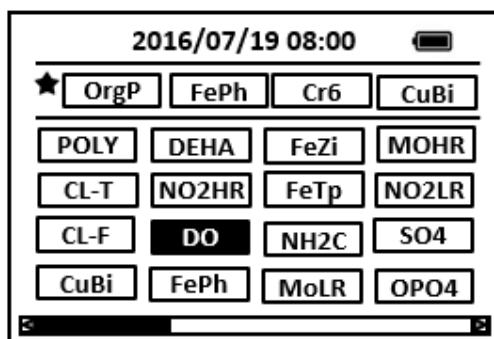 2016/07/19 08:00
OrgP FePh Cr6 CuBi
POLY DEHA FeZi MOHR
CL-T NO2HR FeTp NO2LR
CL-F DO NH2C SO4
CuBi FePh MoLR OPO4